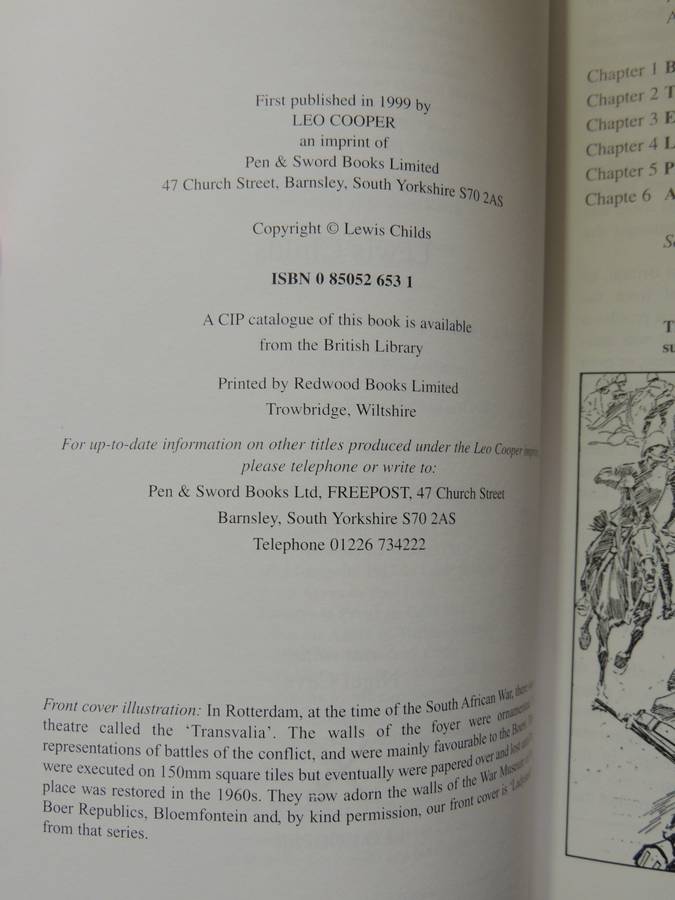 First published in 1999 by
LEO COOPER
an imprint of
Pen & Sword Books Limited
47 Church Street, Barnsley, South Yorkshire S70 2AS
Copyright © Lewis Childs
ISBN 0 85052 653 1
A CIP catalogue of this book is available
from the British Library
Printed by Redwood Books Limited
Trowbridge, Wiltshire
For up-to-date information on other titles produced under the Leo Cooper
please telephone or write to:
Pen & Sword Books Ltd, FREEPOST, 47 Church Street
Barnsley, South Yorkshire S70 2AS
Telephone 01226 734222
Front cover illustration: In Rotterdam, at the time of the South African War, there
theatre called the 'Transvalia'. The walls of the foyer were ornamental
representations of battles of the conflict, and were mainly favourable to the Boers.
were executed on 150mm square tiles but eventually were papered over and lost
place was restored in the 1960s. They now adorn the walls of the War Museum
Boer Republics, Bloemfontein and, by kind permission, our front cover is
from that series.
Chapter 1 B
Chapter 2 T
Chapter 3 E
Chapter 4 L
Chapter 5 P
Chapte 6 A
T
su